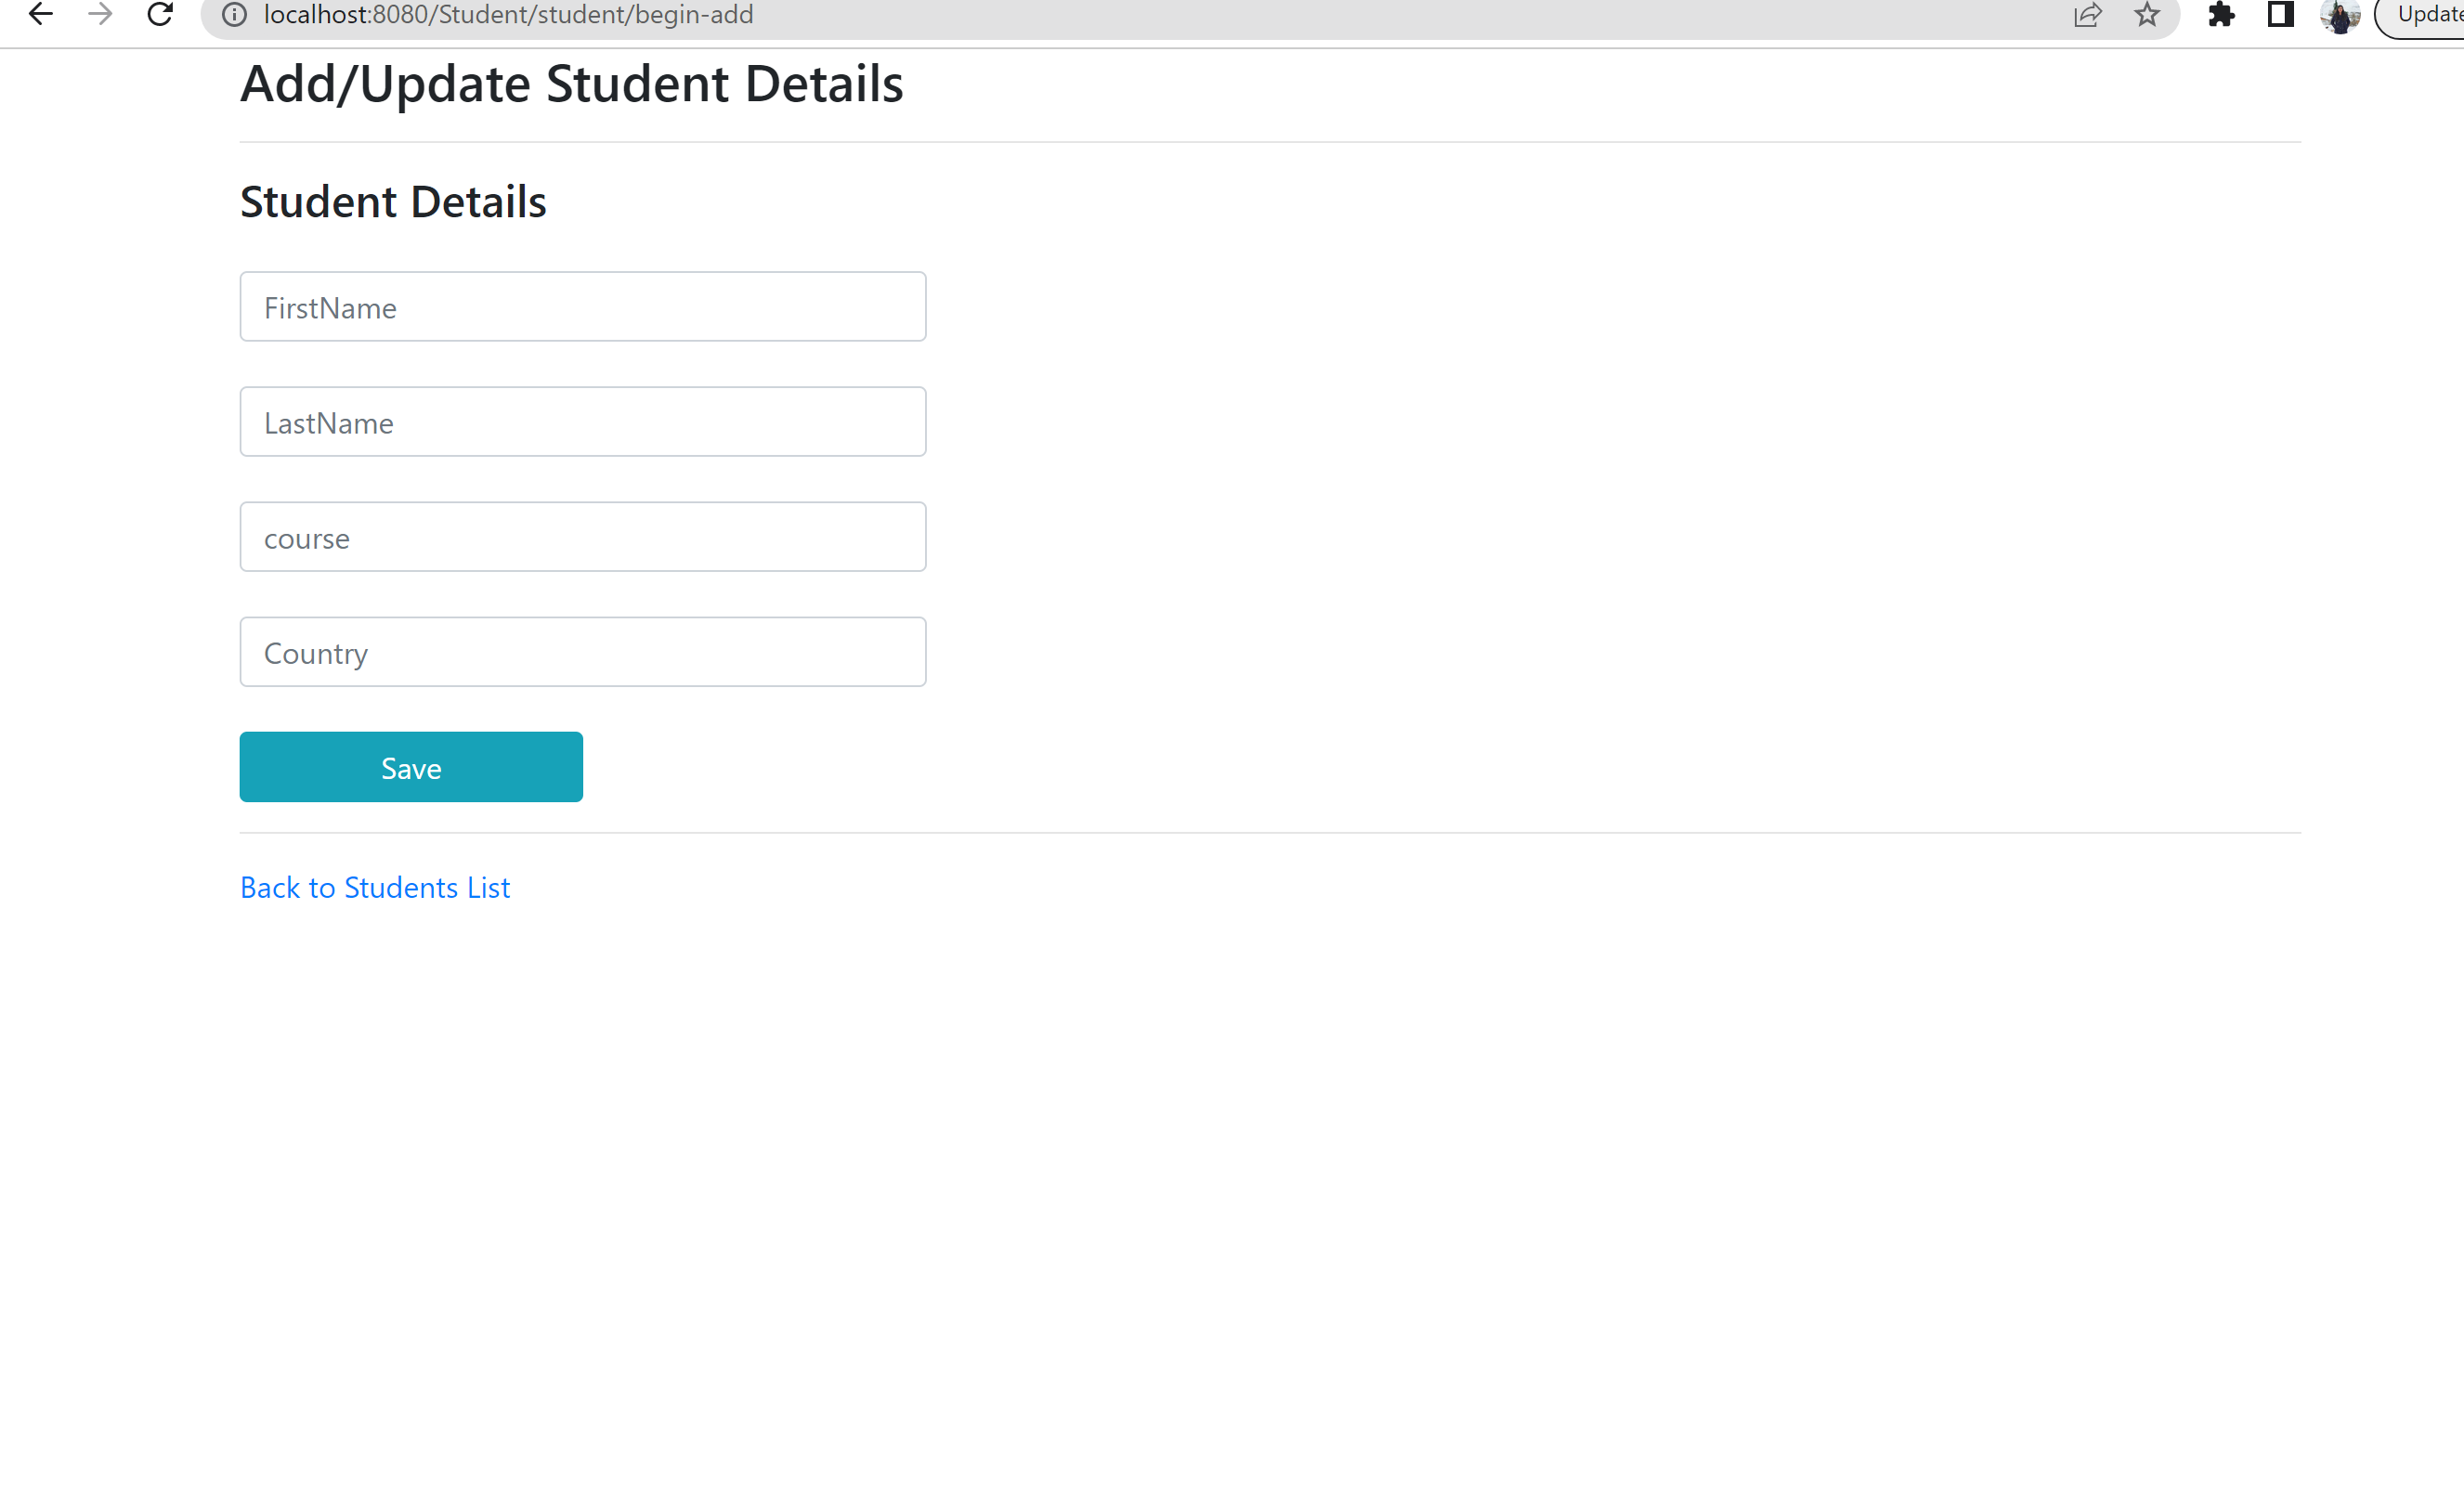 localhost:8080/Student/student/begin-add
Update
Add/Update Student Details
Student Details
FirstName
LastName
course
Country
Save
Back to Students List